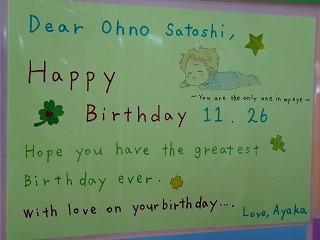 Dear Ohno Satoshi,
Happy
~ You are the only one in my eye ~
Birthday 11.26
Hope you have the greatest
Birthday ever.
With love on your birthday....
Love, Ayaka